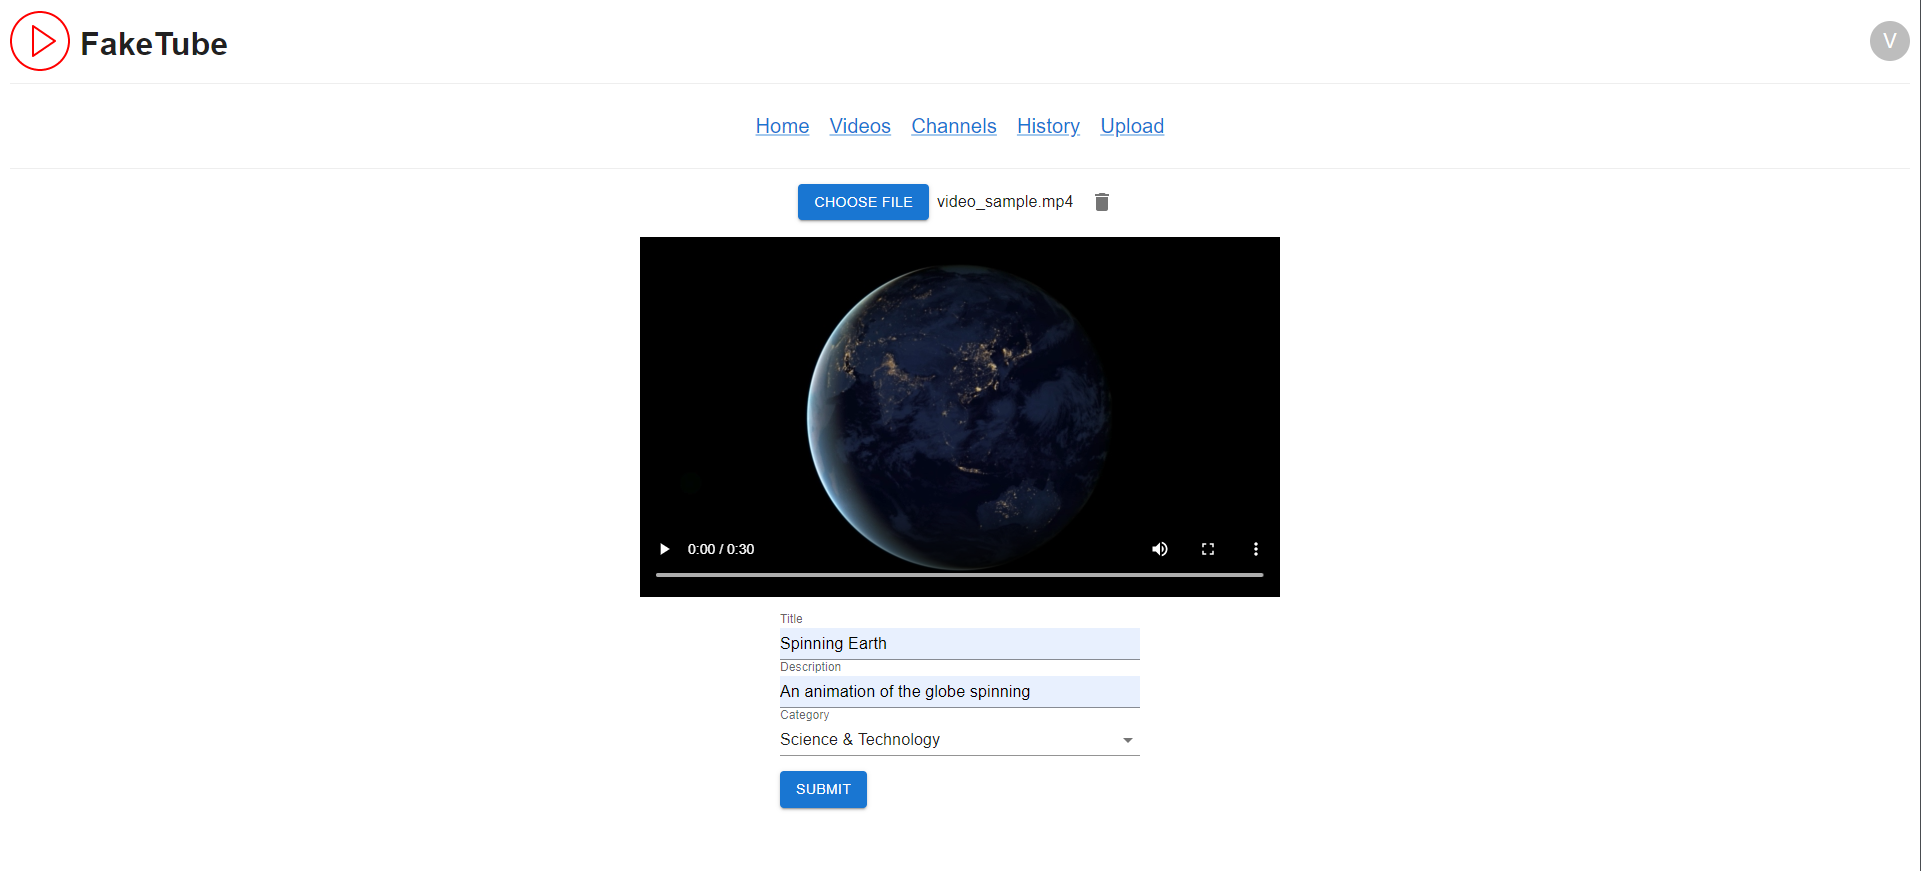 FakeTube
V
Home Videos Channels History Upload
CHOOSE FILE video_sample.mp4
0:00 / 0:30
Title
Spinning Earth
Description
An animation of the globe spinning
Category
Science & Technology
SUBMIT